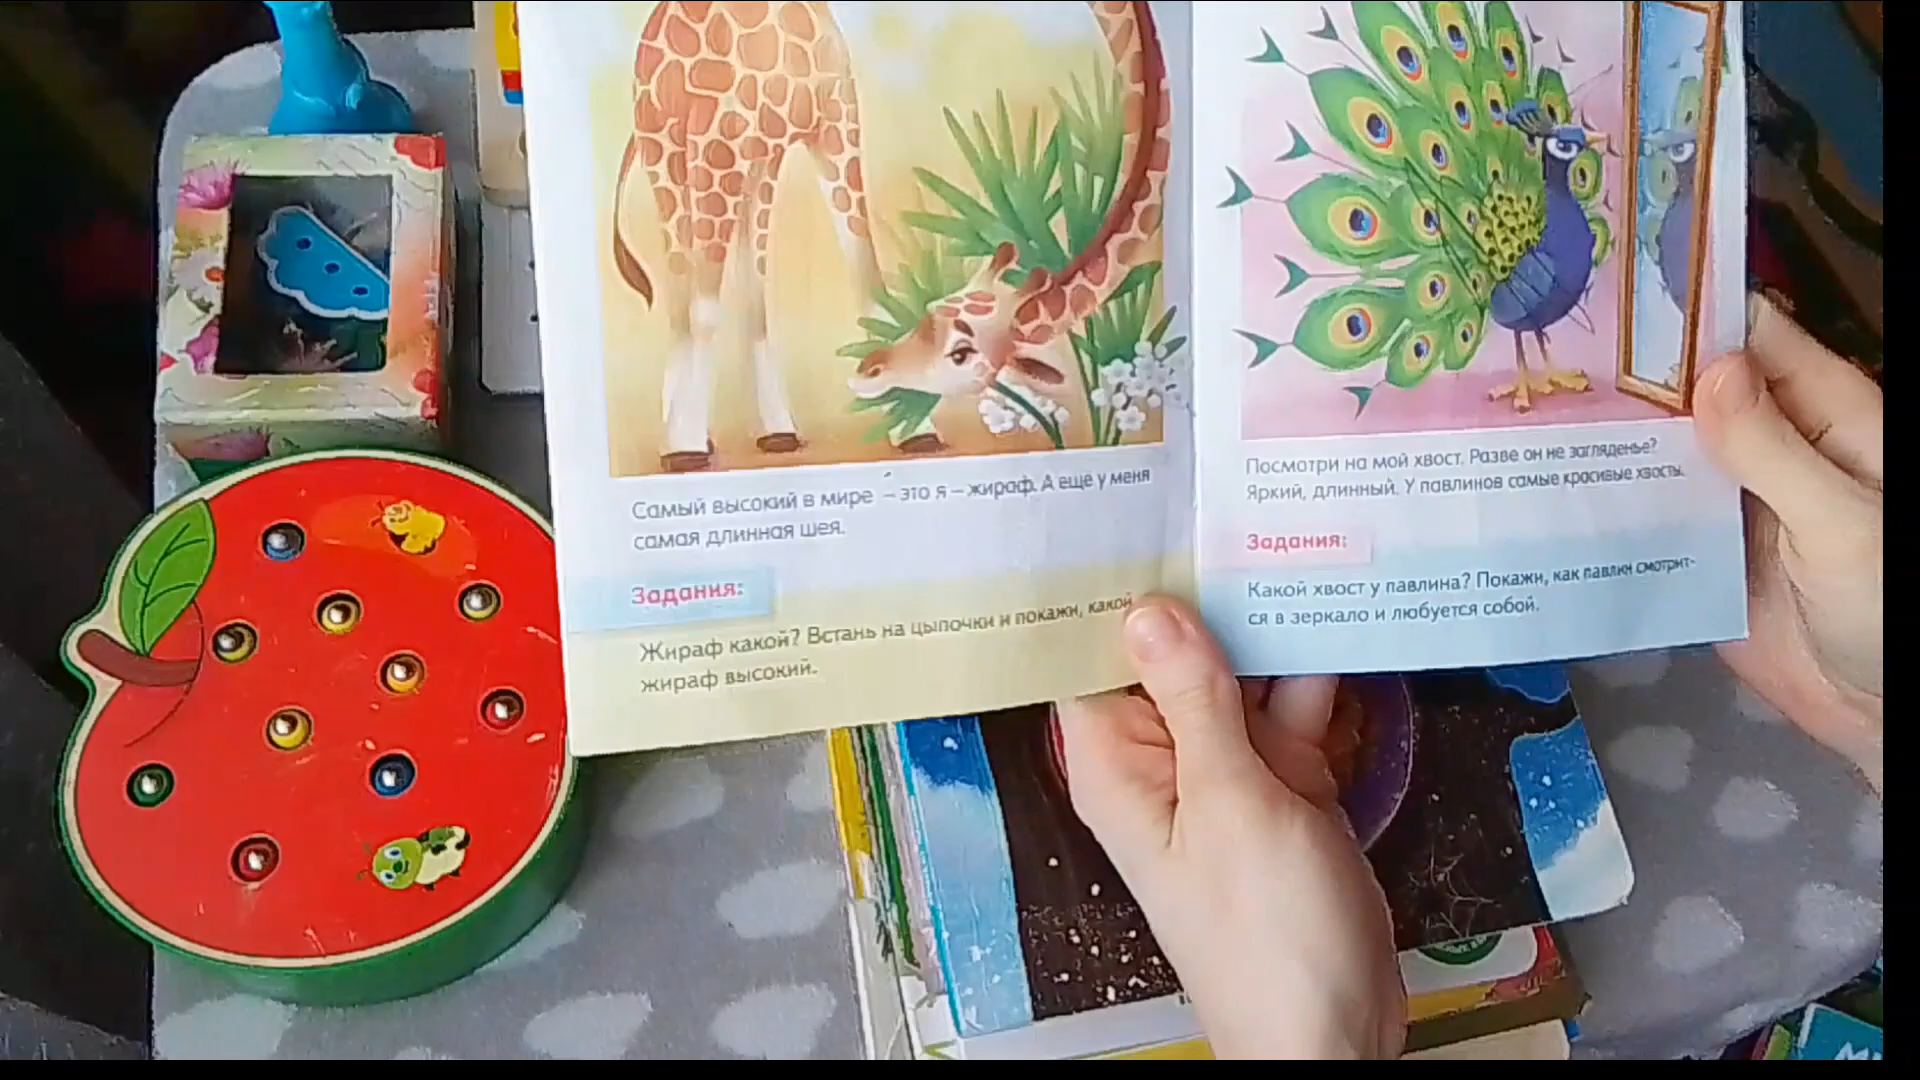 Самый высокий в мире – это я – жираф. А ещё у меня
самая длинная шея.
Задания:
Жираф какой? Встань на цыпочки и покажи, какой
жираф высокий.
Посмотри на мой хвост. Разве он не загляденье?
Яркий, длинный. У павлинов самые красивые хвосты.
Задания:
Какой хвост у павлина? Покажи, как павлин смотрит-
ся в зеркало и любуется собой.